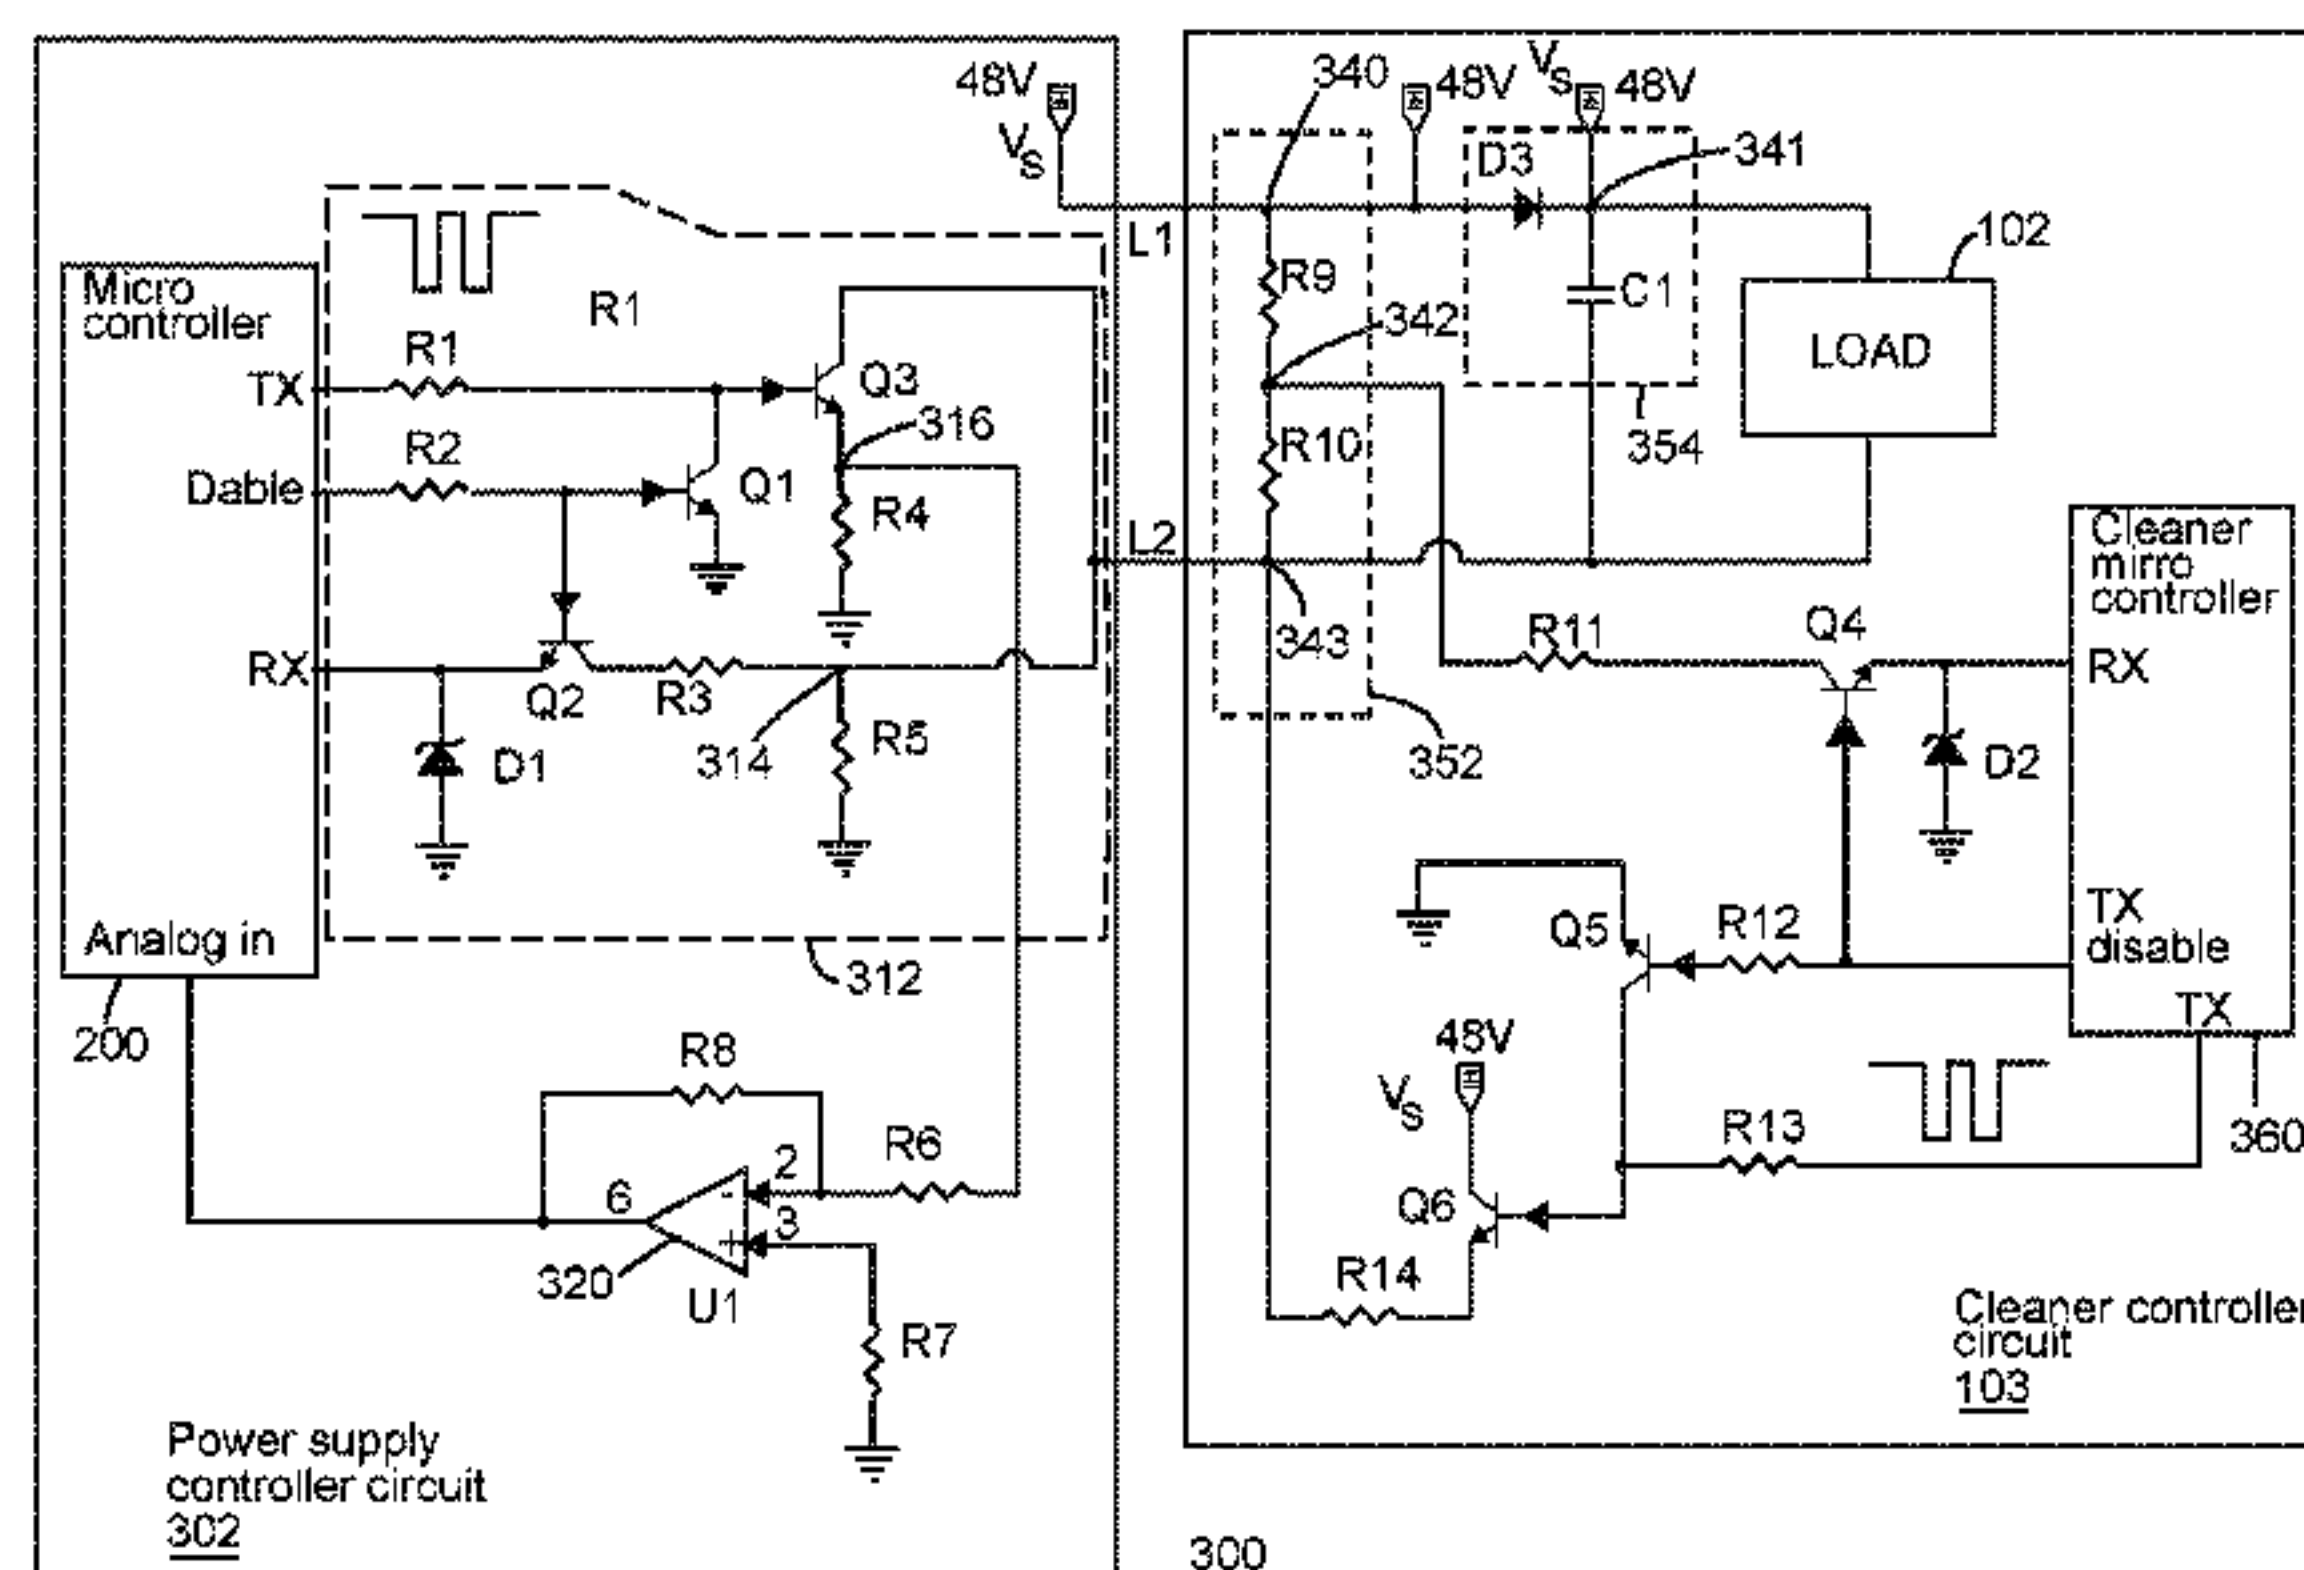 48V
VS
Micro
controller
R1
R1
TX
R2
Dable
Q3
316
Q1
R4
RX
Q2
R3
314
R5
D1
Analog in
312
200
R8
R6
2
3
6
320
U1
R7
Power supply
controller circuit
302
L1
L2
340
48V
VS
48V
D3
341
102
R9
342
C1
LOAD
R10
354
343
352
Cleaner
mirro
controller
Q4
R11
RX
D2
TX
disable
TX
Q5
R12
48V
VS
R13
360
Q6
R14
Cleaner controller
circuit
103
300